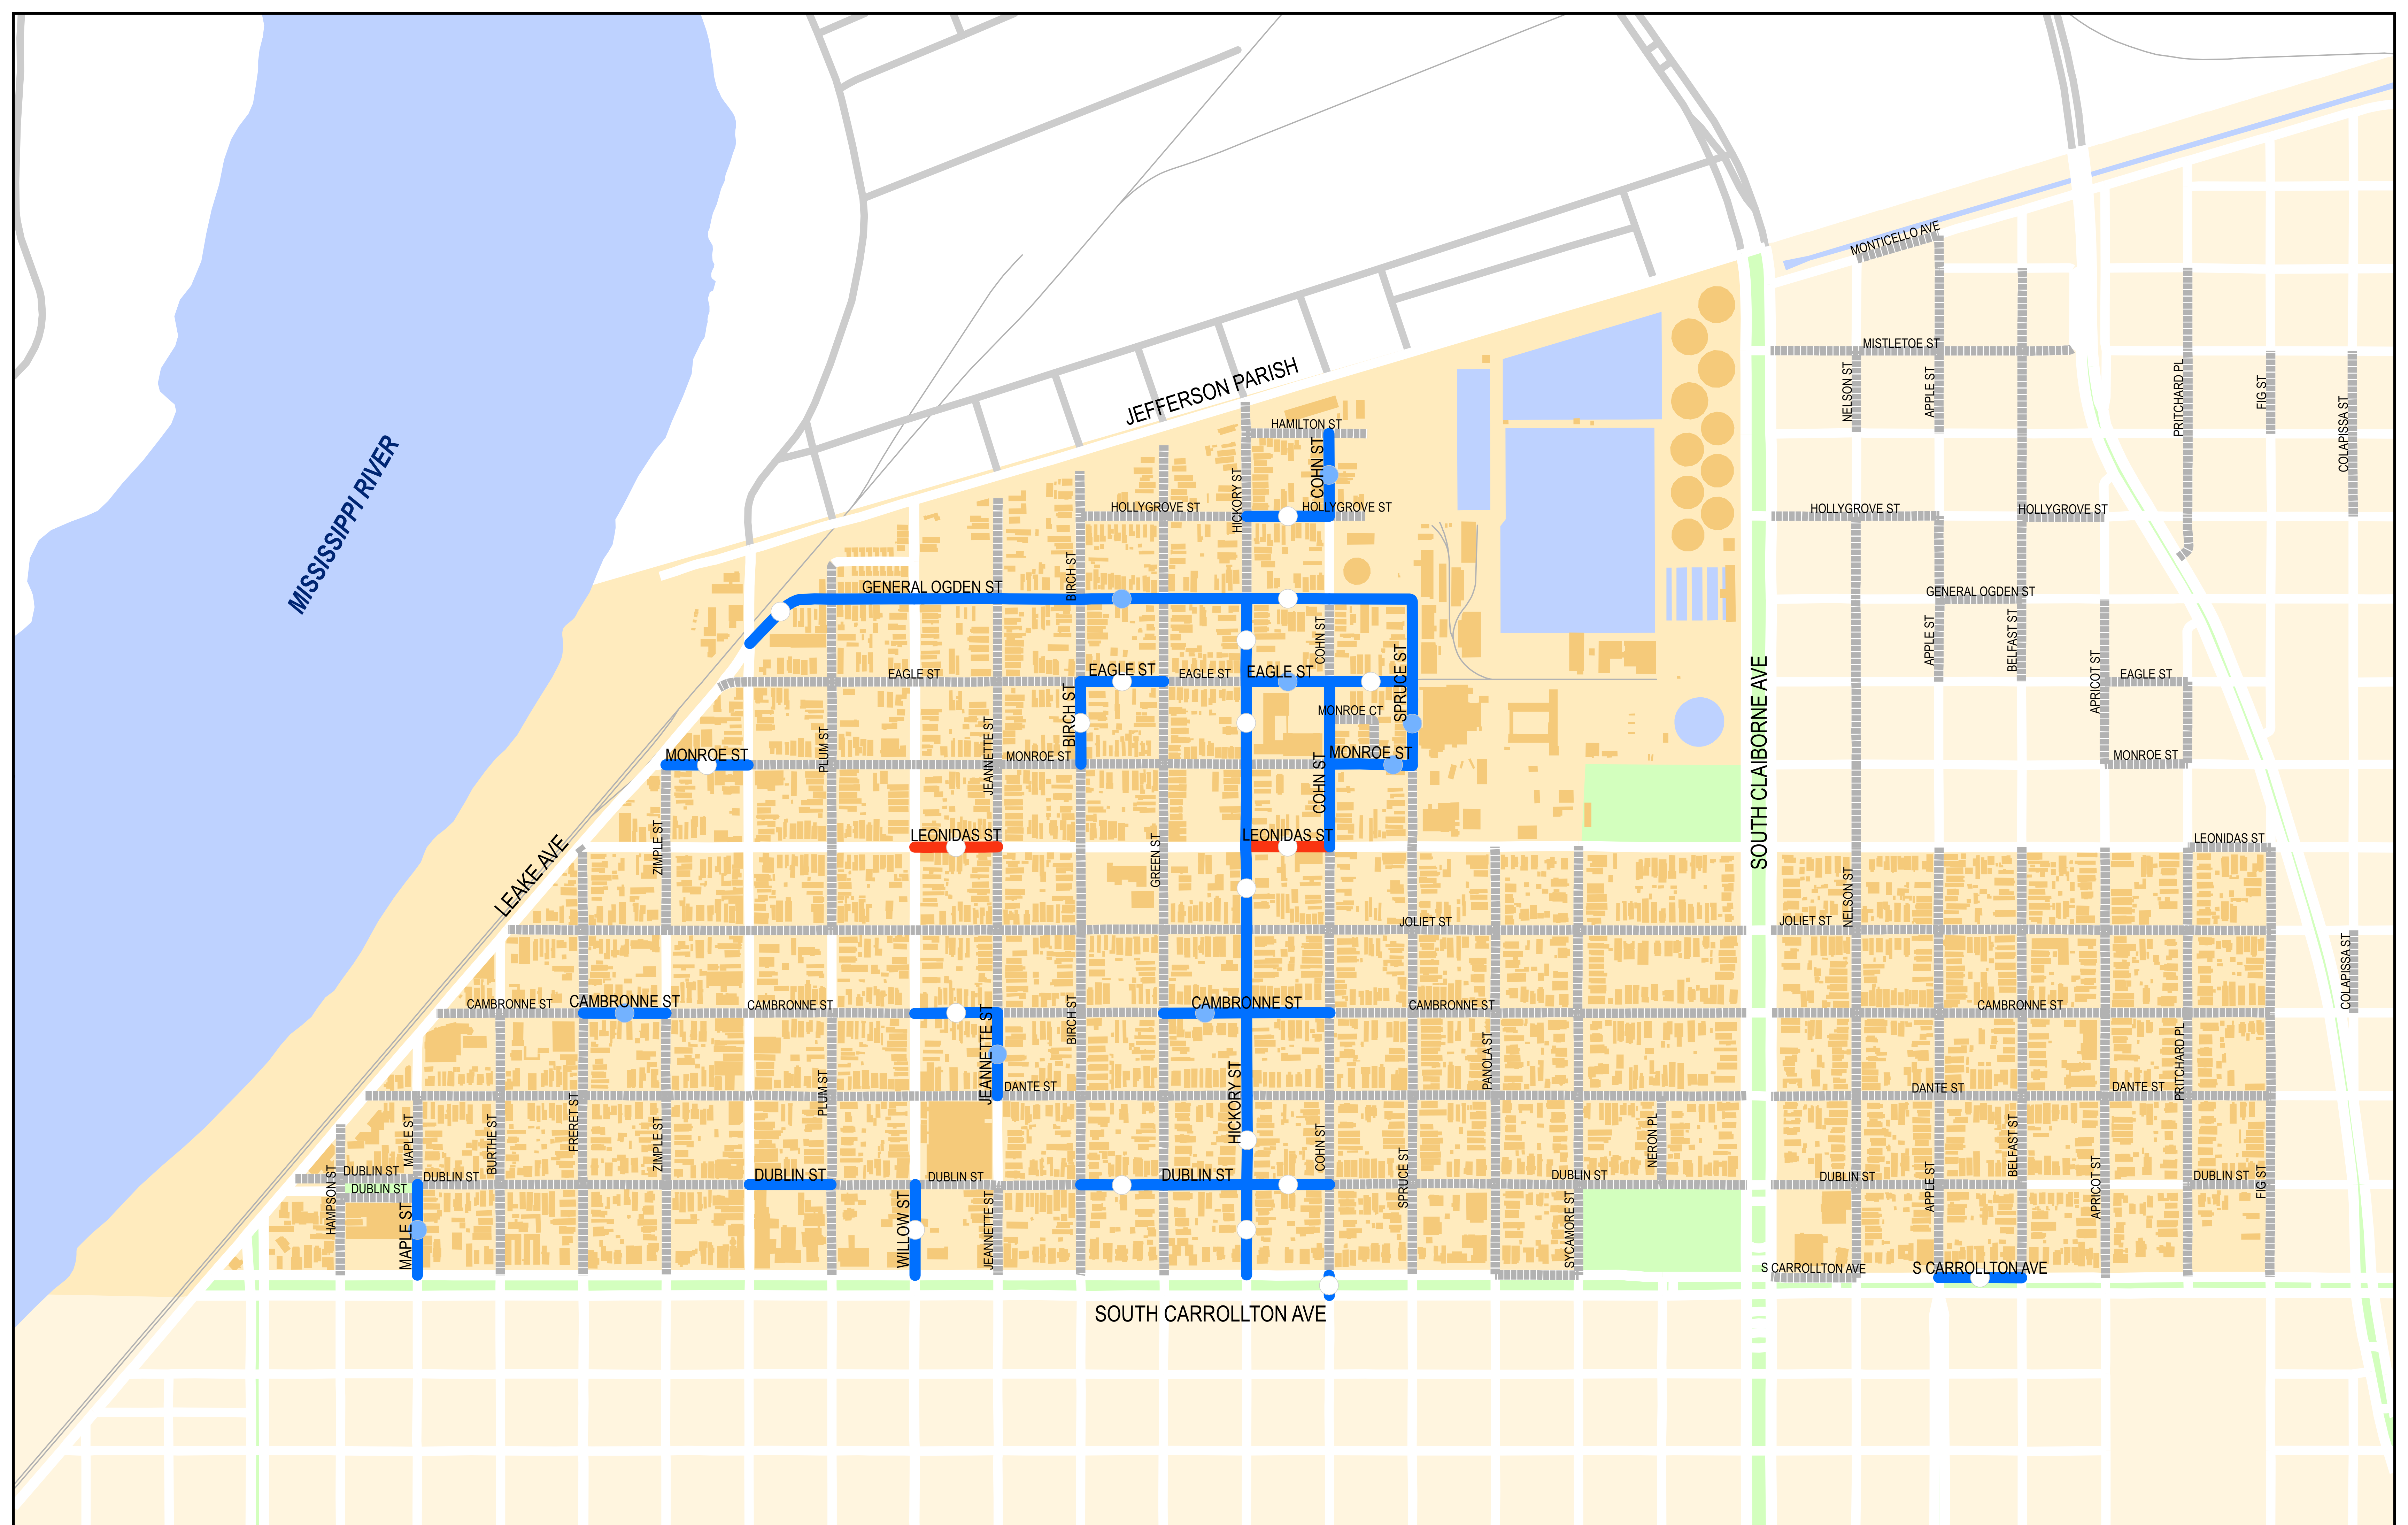 MONTICELLO AVE
MISTLETOE ST
JEFFERSON PARISH
NELSON ST
APPLE ST
PRITCHARD PL
FIG ST
COLAPISSA ST
HAMILTON ST
COHN ST
HICKORY ST
MISSISSIPPI RIVER
HOLLYGROVE ST
HOLLYGROVE ST
HOLLYGROVE ST
HOLLYGROVE ST
BIRCH ST
GENERAL OGDEN ST
GENERAL OGDEN ST
COHN ST
APPLE ST
BELFAST ST
EAGLE ST
EAGLE ST
EAGLE ST
EAGLE ST
EAGLE ST
SPRUCE ST
APRICOT ST
BIRCH ST
MONROE CT
PLUM ST
JEANNETTE ST
MONROE ST
MONROE ST
MONROE ST
MONROE ST
COHN ST
SOUTH CLAIBORNE AVE
LEONIDAS ST
LEONIDAS ST
LEONIDAS ST
ZIMPLE ST
GREEN ST
LEAKE AVE
NELSON ST
JOLIET ST
JOLIET ST
COLAPISSA ST
CAMBRONNE ST
CAMBRONNE ST
CAMBRONNE ST
CAMBRONNE ST
CAMBRONNE ST
CAMBRONNE ST
BIRCH ST
JEANNETTE ST
PANOLA ST
PRITCHARD PL
DANTE ST
DANTE ST
DANTE ST
PLUM ST
HICKORY ST
MAPLE ST
BURTHE ST
FRERET ST
ZIMPLE ST
COHN ST
NERON PL
BELFAST ST
DUBLIN ST
DUBLIN ST
DUBLIN ST
DUBLIN ST
DUBLIN ST
DUBLIN ST
DUBLIN ST
DUBLIN ST
DUBLIN ST
HAMPSON ST
MAPLE ST
WILLOW ST
JEANNETTE ST
SPRUCE ST
SYCAMORE ST
APPLE ST
APRICOT ST
FIG ST
S CARROLLTON AVE
S CARROLLTON AVE
SOUTH CARROLLTON AVE